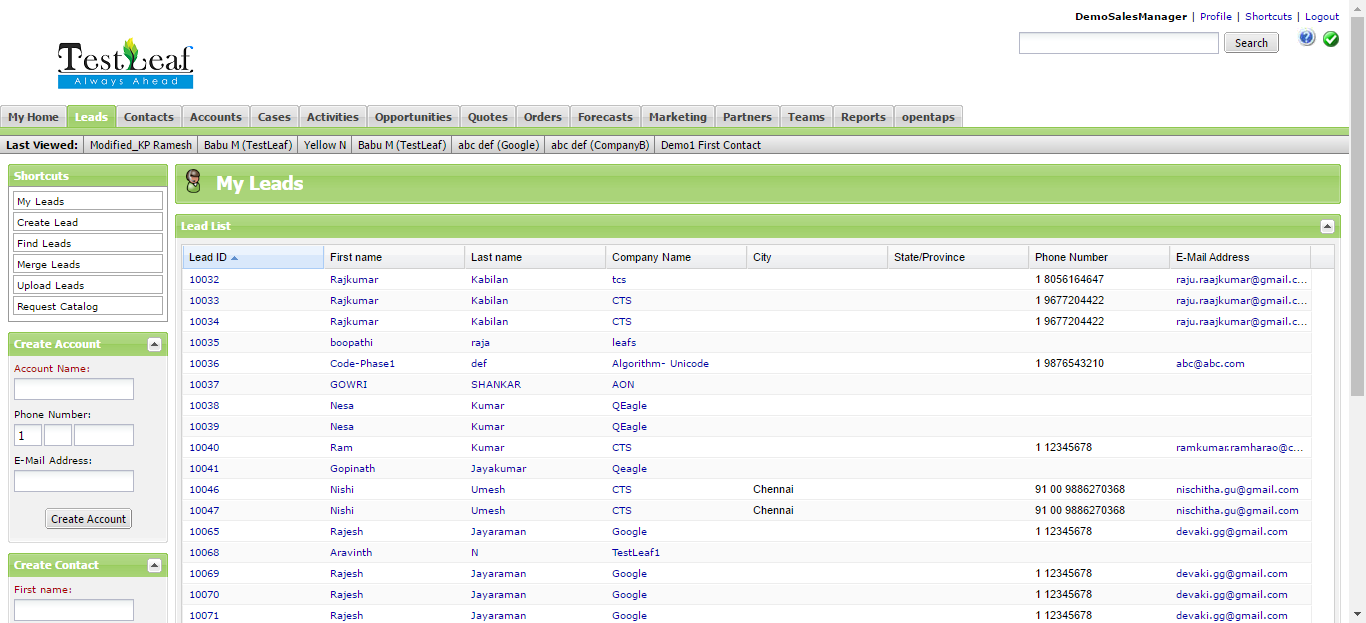 DemoSalesManager | Profile | Shortcuts | Logout
Search
TestLeaf
Always Ahead
My Home Leads Contacts Accounts Cases Activities Opportunities Quotes Orders Forecasts Marketing Partners Teams Reports opentaps
Last Viewed: Modified_KP Ramesh Babu M (TestLeaf) Yellow N Babu M (TestLeaf) abc def (Google) abc def (CompanyB) Demo1 First Contact
Shortcuts
My Leads
Create Lead
Find Leads
Merge Leads
Upload Leads
Request Catalog
Create Account
Account Name:
Phone Number:
1
E-Mail Address:
Create Account
Create Contact
First name:
My Leads
Lead List
Lead ID First name Last name Company Name City State/Province Phone Number E-Mail Address
10032 Rajkumar Kabilan tcs 1 8056164647 raju.raajkumar@gmail.c...
10033 Rajkumar Kabilan CTS 1 9677204422 raju.raajkumar@gmail.c...
10034 Rajkumar Kabilan CTS 1 9677204422 raju.raajkumar@gmail.c...
10035 boopathi raja leafs
10036 Code-Phase1 def Algorithm- Unicode 1 9876543210 abc@abc.com
10037 GOWRI SHANKAR AON
10038 Nesa Kumar QEagle
10039 Nesa Kumar QEagle
10040 Ram Kumar CTS 1 12345678 ramkumar.ramharao@c...
10041 Gopinath Jayakumar Qeagle
10046 Nishi Umesh CTS Chennai 91 00 9886270368 nischitha.gu@gmail.com
10047 Nishi Umesh CTS Chennai 91 00 9886270368 nischitha.gu@gmail.com
10065 Rajesh Jayaraman Google 1 12345678 devaki.gg@gmail.com
10068 Aravinth N TestLeaf1
10069 Rajesh Jayaraman Google 1 12345678 devaki.gg@gmail.com
10070 Rajesh Jayaraman Google 1 12345678 devaki.gg@gmail.com
10071 Rajesh Jayaraman Google 1 12345678 devaki.gg@gmail.com